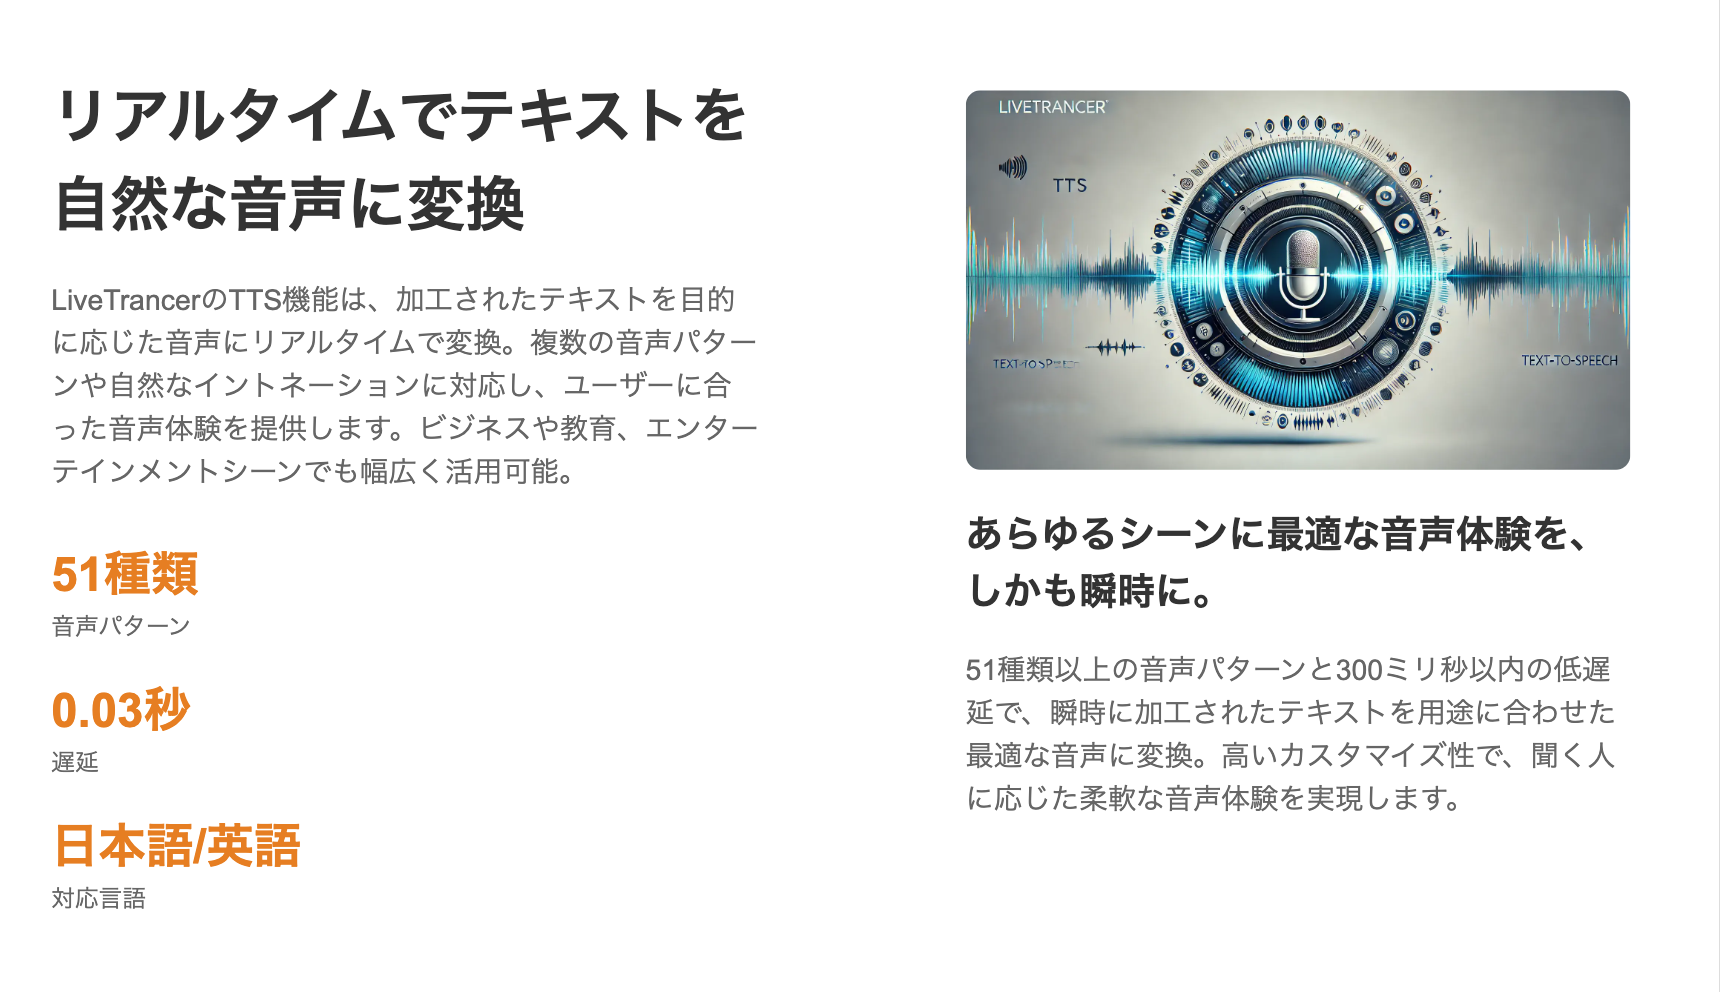 リアルタイムでテキストを
自然な音声に変換
LiveTrancerのTTS機能は、加工されたテキストを目的
に応じた音声にリアルタイムで変換。複数の音声パター
ンや自然なイントネーションに対応し、ユーザーに合
った音声体験を提供します。ビジネスや教育、エンター
テインメントシーンでも幅広く活用可能。
51種類
音声パターン
0.03秒
遅延
日本語/英語
対応言語
LIVETRANCER
TTS
TEXT-TO-SPEECH
あらゆるシーンに最適な音声体験を、
しかも瞬時に。
51種類以上の音声パターンと300ミリ秒以内の低遅
延で、瞬時に加工されたテキストを用途に合わせた
最適な音声に変換。高いカスタマイズ性で、聞く人
に応じた柔軟な音声体験を実現します。